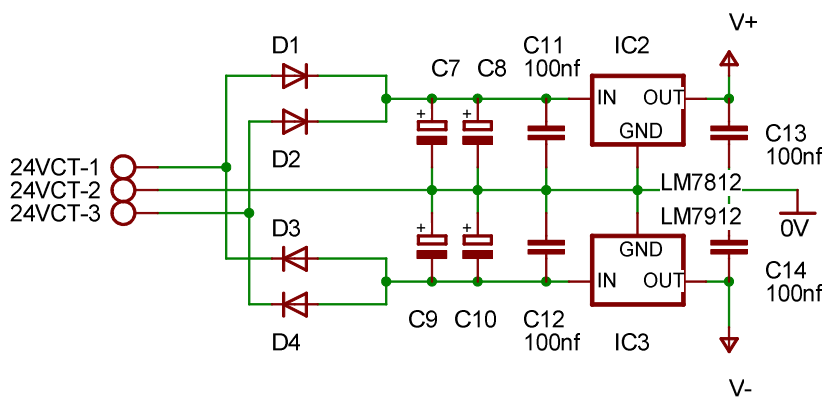 V+
D1
C11
IC2
C7
C8
100nf
IN
OUT
+
+
GND
C13
D2
100nf
24VCT-1
LM7812
24VCT-2
24VCT-3
LM7912
0V
D3
+
+
GND
C14
IN
OUT
100nf
C9
C10
C12
D4
100nf
IC3
V-